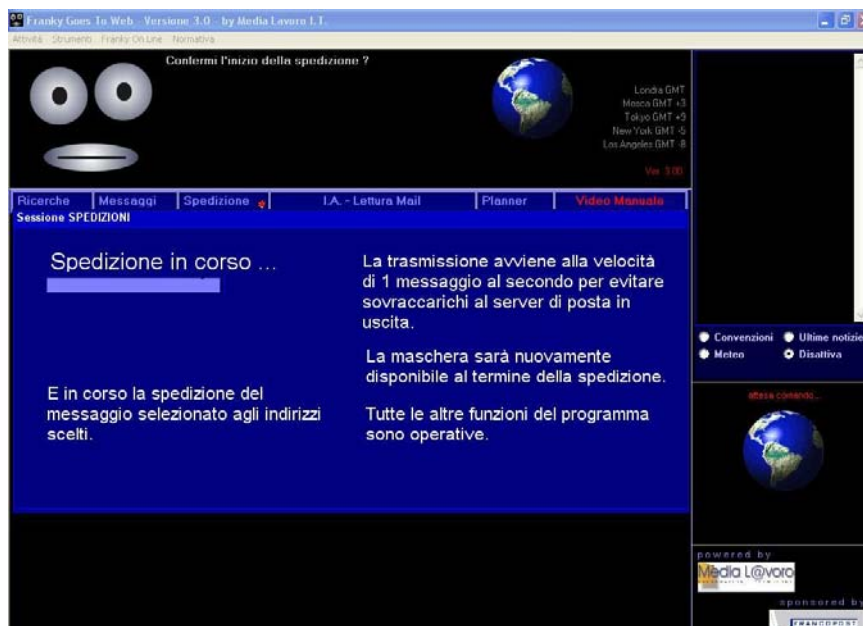 Franky Goes To Web - Versione 3.0 - by Media Lavoro I.T.
Attività Strumenti Franky On Line Normativa
Confermi l'inizio della spedizione ?
Londra GMT
Mosca GMT +3
Tokyo GMT +9
New York GMT -5
Los Angeles GMT -8
Ver. 3.00
Ricerche Messaggi Spedizione I.A. - Lettura Mail Planner Video Manuale
Sessione SPEDIZIONI
Spedizione in corso ...
E in corso la spedizione del
messaggio selezionato agli indirizzi
scelti.
La trasmissione avviene alla velocità
di 1 messaggio al secondo per evitare
sovraccarichi al server di posta in
uscita.
La maschera sarà nuovamente
disponibile al termine della spedizione.
Tutte le altre funzioni del programma
sono operative.
Convenzioni Ultime notizie
Meteo Disattiva
attesa comando...
powered by
Media L@voro
sponsored by
FRANCOPOST